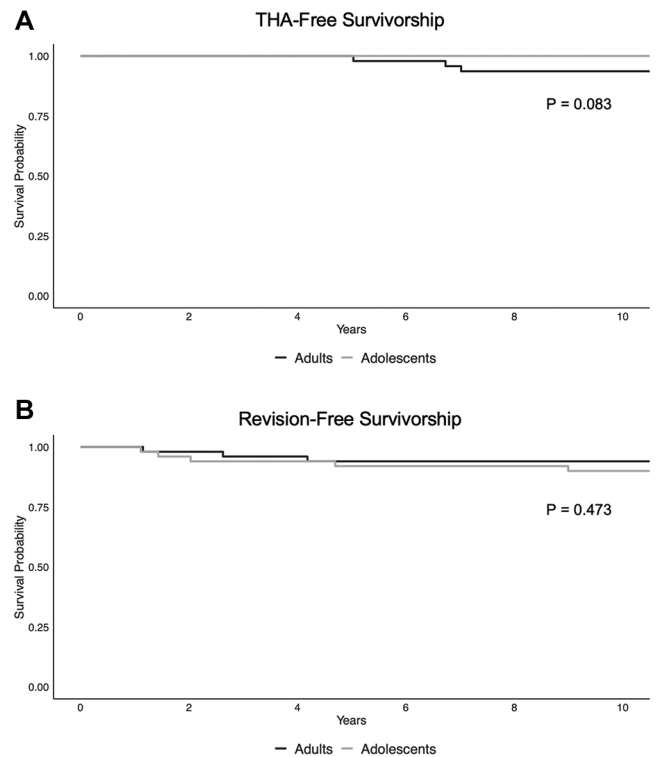 A
THA-Free Survivorship
1.00
0.75
P = 0.083
0.50
0.25
0.00
Survival Probability
0 2 4 6 8 10
Years
Adults Adolescents
B
Revision-Free Survivorship
1.00
0.75
P = 0.473
0.50
0.25
0.00
Survival Probability
0 2 4 6 8 10
Years
Adults Adolescents